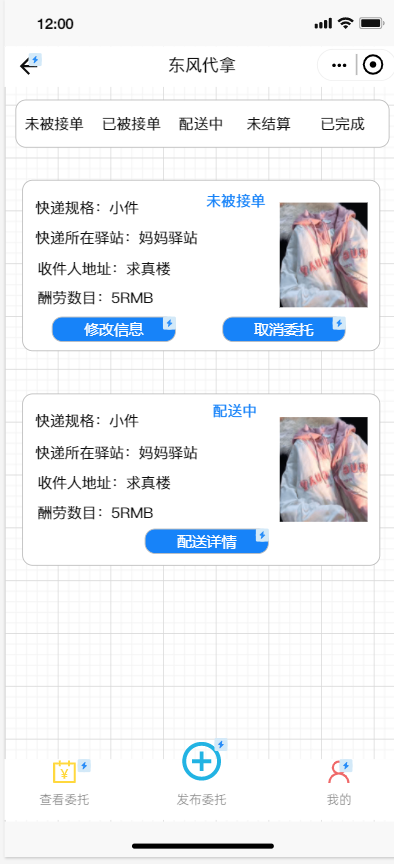 12:00
东风代拿
未被接单 已被接单 配送中 未结算 已完成
未被接单
快递规格：小件
快递所在驿站：妈妈驿站
收件人地址：求真楼
酬劳数目：5RMB
修改信息 取消委托
配送中
快递规格：小件
快递所在驿站：妈妈驿站
收件人地址：求真楼
酬劳数目：5RMB
配送详情
¥
查看委托 发布委托 我的